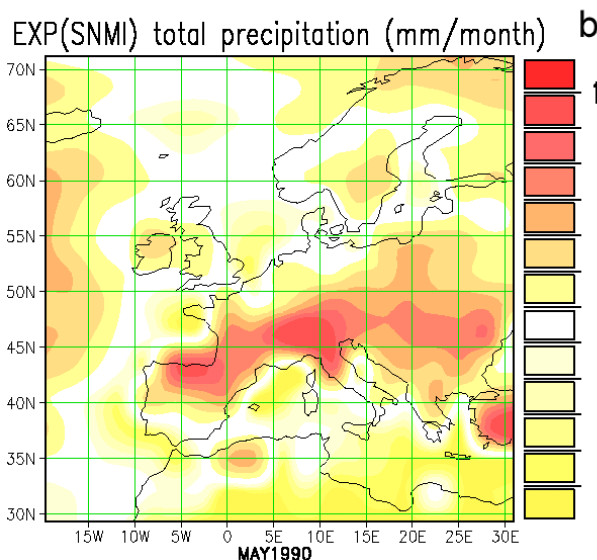 EXP(SNMI) total precipitation (mm/month)
b
70N
65N
60N
55N
50N
45N
40N
35N
30N
15W 10W 5W 0 5E 10E 15E 20E 25E 30E
MAY1990